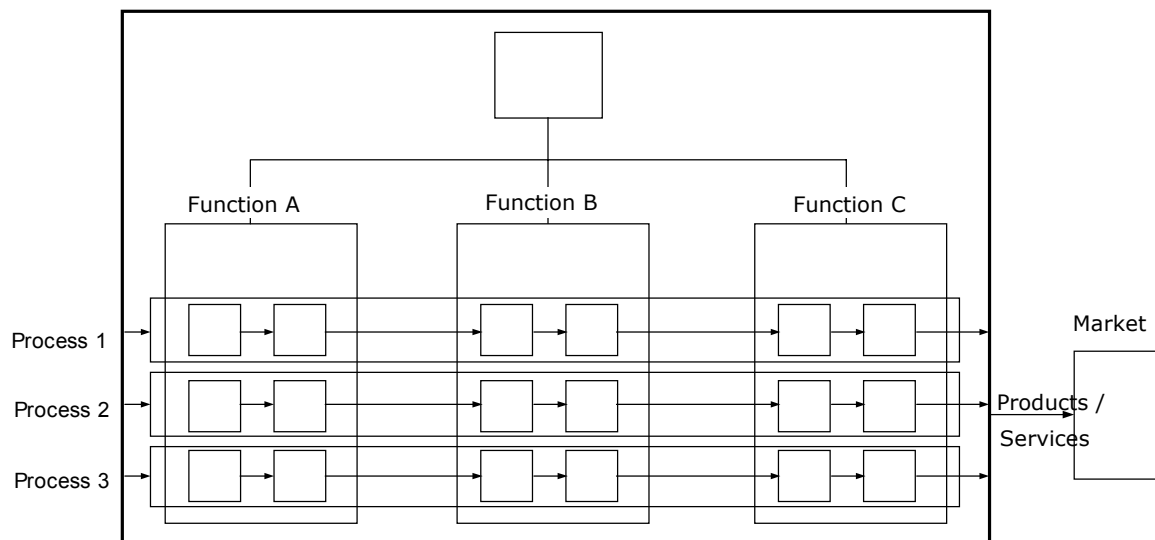 Function A
Function B
Function C
Process 1
Market
Process 2
Products /
Services
Process 3